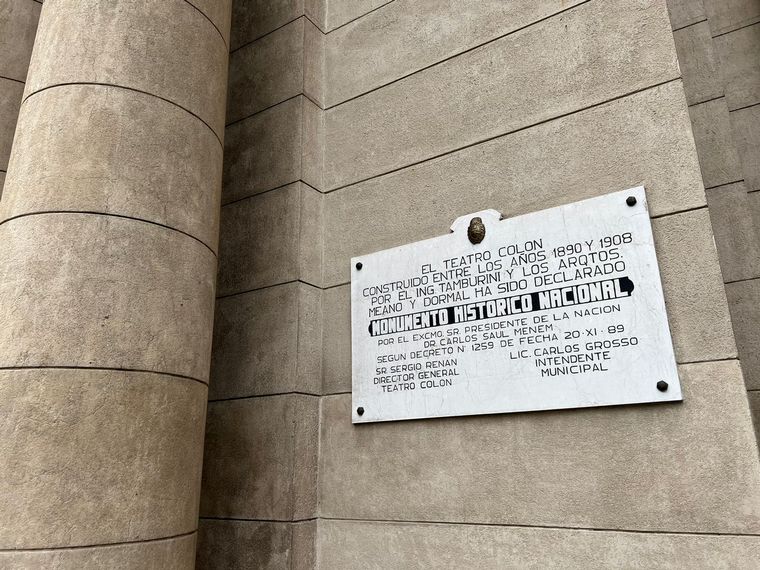 EL TEATRO COLON
CONSTRUIDO ENTRE LOS AÑOS 1890 Y 1908
POR EL ING. TAMBURINI Y LOS ARQTOS.
MEANO Y DORMAL HA SIDO DECLARADO
MONUMENTO HISTORICO NACIONAL
POR EL EXCMO. SR. PRESIDENTE DE LA NACION
DR. CARLOS SAUL MENEM
SEGUN DECRETO N° 1259 DE FECHA 20·XI·89
SR SERGIO RENÁN
DIRECTOR GENERAL
TEATRO COLON
LIC. CARLOS GROSSO
INTENDENTE
MUNICIPAL